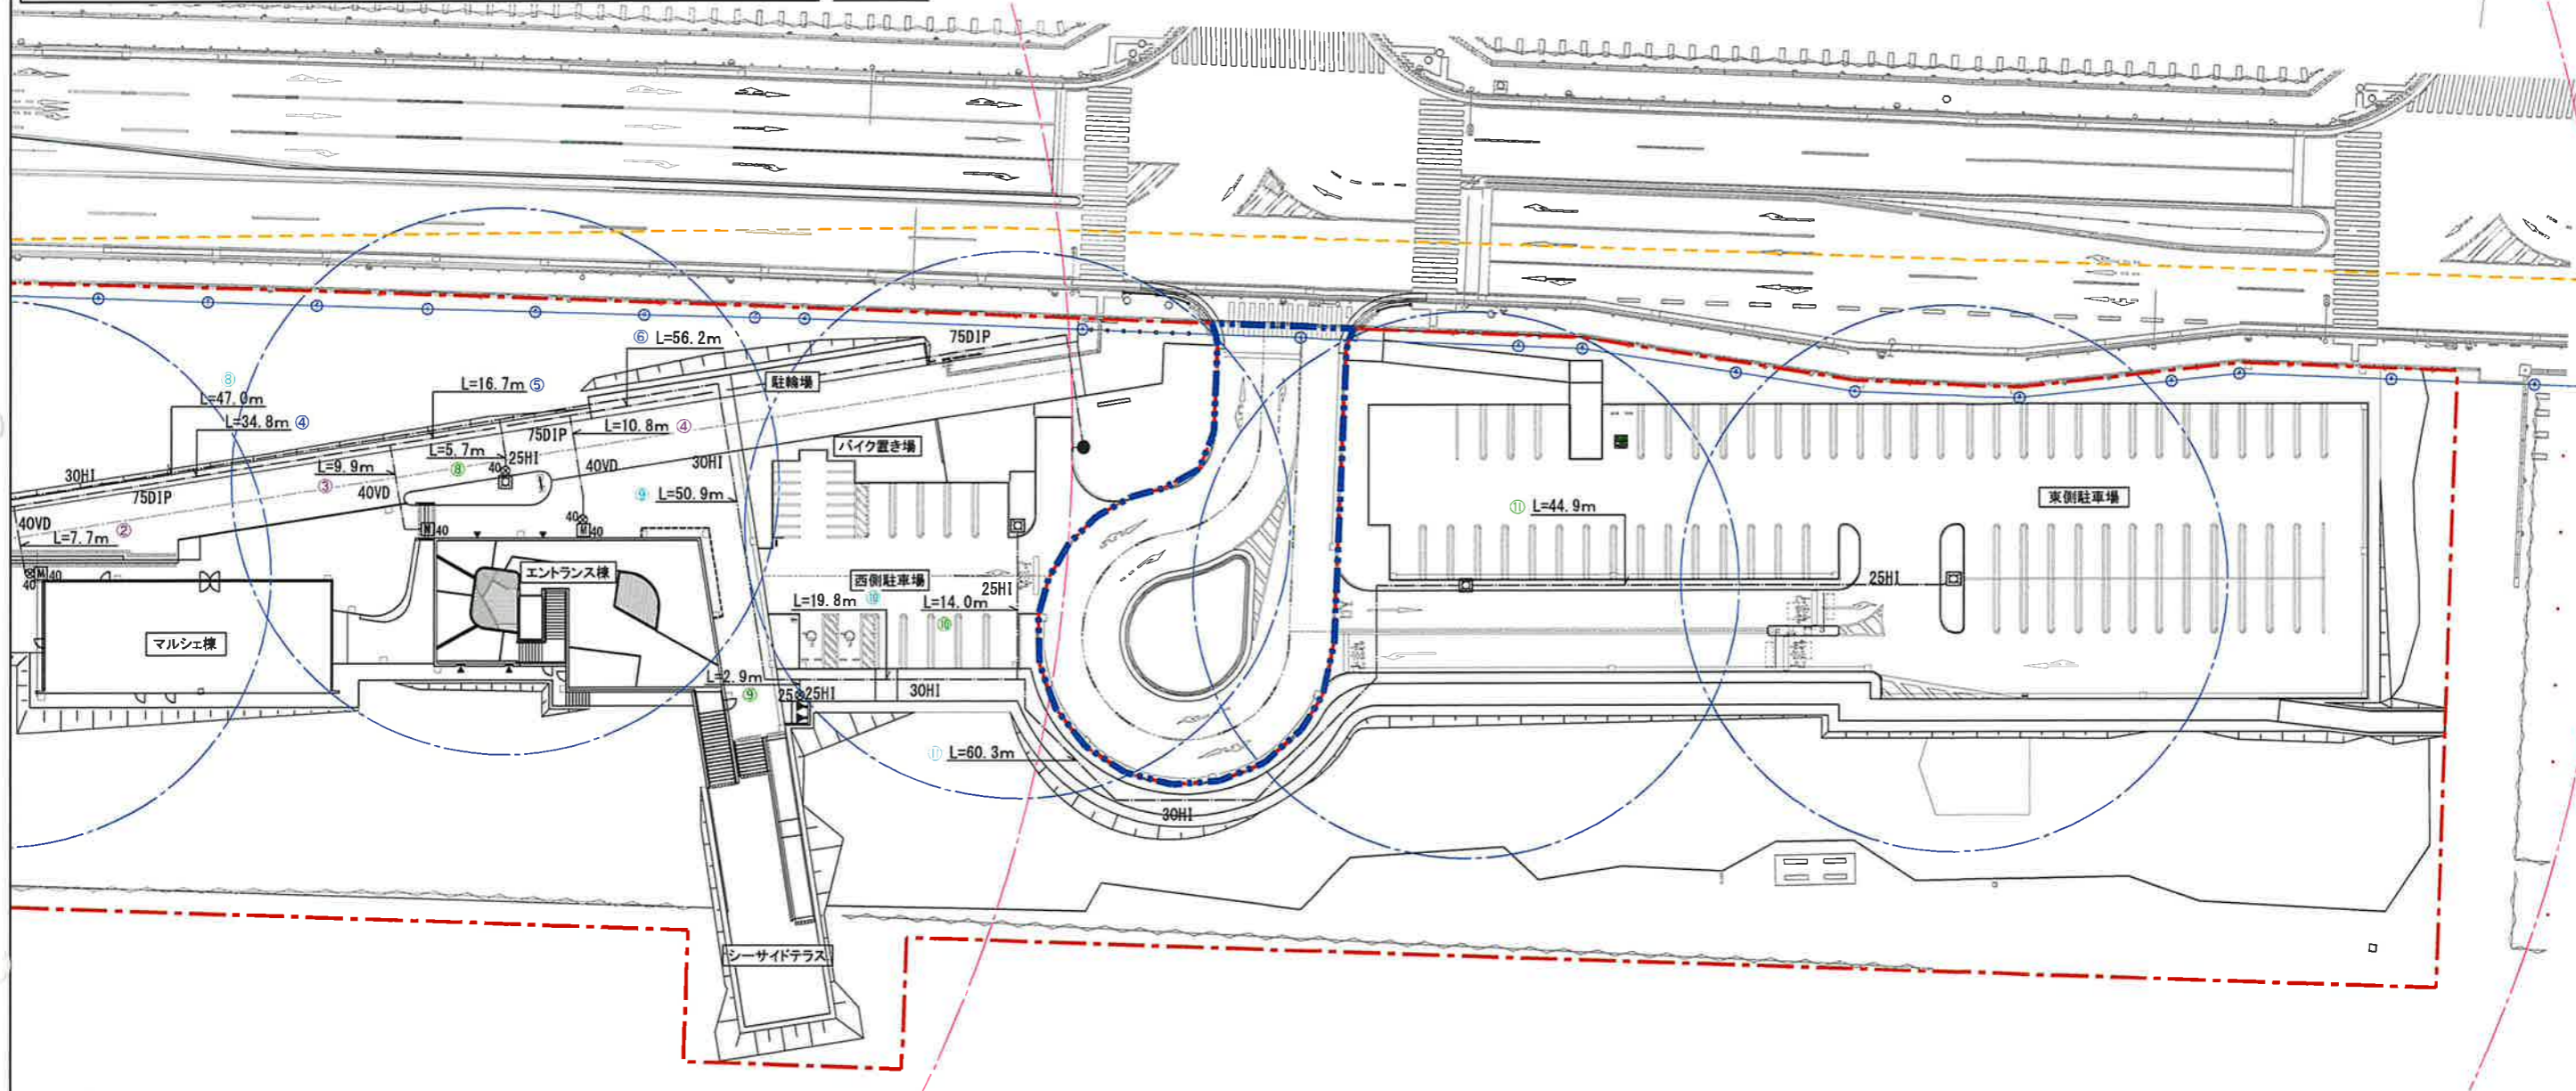 ⑥ L=56.2m
75DIP
駐輪場
⑧
L=47.0m
L=16.7m ⑤
L=34.8m ④
75DIP
L=10.8m ④
L=5.7m
25HI
⑧
40
L=9.9m
③
40VD
40VD
30HI
30HI
75DIP
バイク置き場
⑨ L=50.9m
東側駐車場
⑪ L=44.9m
40VD
②
L=7.7m
M 40
40
M 40
40
M 40
エントランス棟
西側駐車場
25HI
25HI
L=19.8m ⑩
L=14.0m
⑩
マルシェ棟
L=2.9m
⑨
25
25HI
30HI
⑪ L=60.3m
30HI
シーサイドテラス